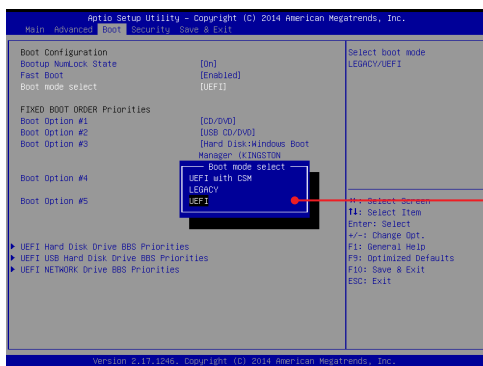 Aptio Setup Utility – Copyright (C) 2014 American Megatrends, Inc.
Main Advanced Boot Security Save & Exit
Boot Configuration
Bootup NumLock State [On]
Fast Boot [Enabled]
Boot mode select [UEFI]
FIXED BOOT ORDER Priorities
Boot Option #1 [CD/DVD]
Boot Option #2 [USB CD/DVD]
Boot Option #3 [Hard Disk:Windows Boot
Manager (KINGSTON
Boot Option #4
Boot Option #5
Boot mode select
UEFI with CSM
LEGACY
UEFI
▶ UEFI Hard Disk Drive BBS Priorities
▶ UEFI USB Hard Disk Drive BBS Priorities
▶ UEFI NETWORK Drive BBS Priorities
Select boot mode
LEGACY/UEFI
↔: Select Screen
↑↓: Select Item
Enter: Select
+/-: Change Opt.
F1: General Help
F9: Optimized Defaults
F10: Save & Exit
ESC: Exit
Version 2.17.1246. Copyright (C) 2014 American Megatrends, Inc.